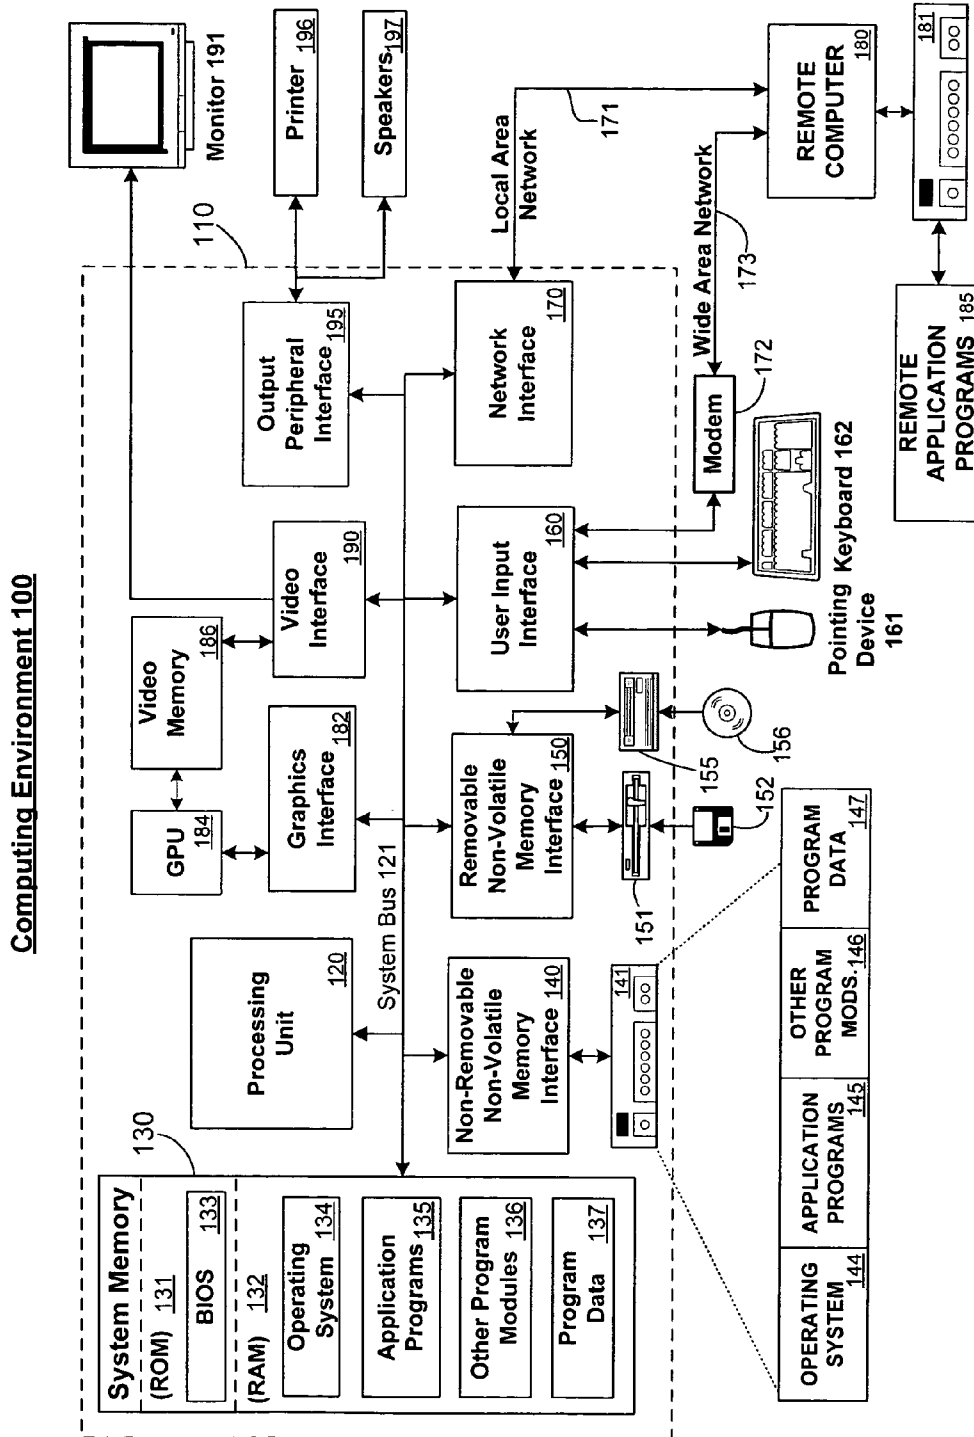 Computing Environment 100
System Memory
130
(ROM) 131
BIOS 133
(RAM) 132
Operating
System 134
Application
Programs 135
Other Program
Modules 136
Program
Data 137
Processing
Unit 120
GPU
184
Video
Memory 186
Graphics
Interface 182
Video
Interface 190
Output
Peripheral
Interface 195
110
Monitor 191
Printer 196
Speakers 197
System Bus 121
Non-Removable
Non-Volatile
Memory
Interface 140
Removable
Non-Volatile
Memory
Interface 150
User Input
Interface 160
Network
Interface 170
Local Area
Network
171
Wide Area Network
173
Modem
172
141
151
152
155
156
Pointing
Device
161
Keyboard 162
REMOTE
COMPUTER 180
181
REMOTE
APPLICATION
PROGRAMS 185
OPERATING
SYSTEM 144
APPLICATION
PROGRAMS 145
OTHER
PROGRAM
MODS. 146
PROGRAM
DATA 147